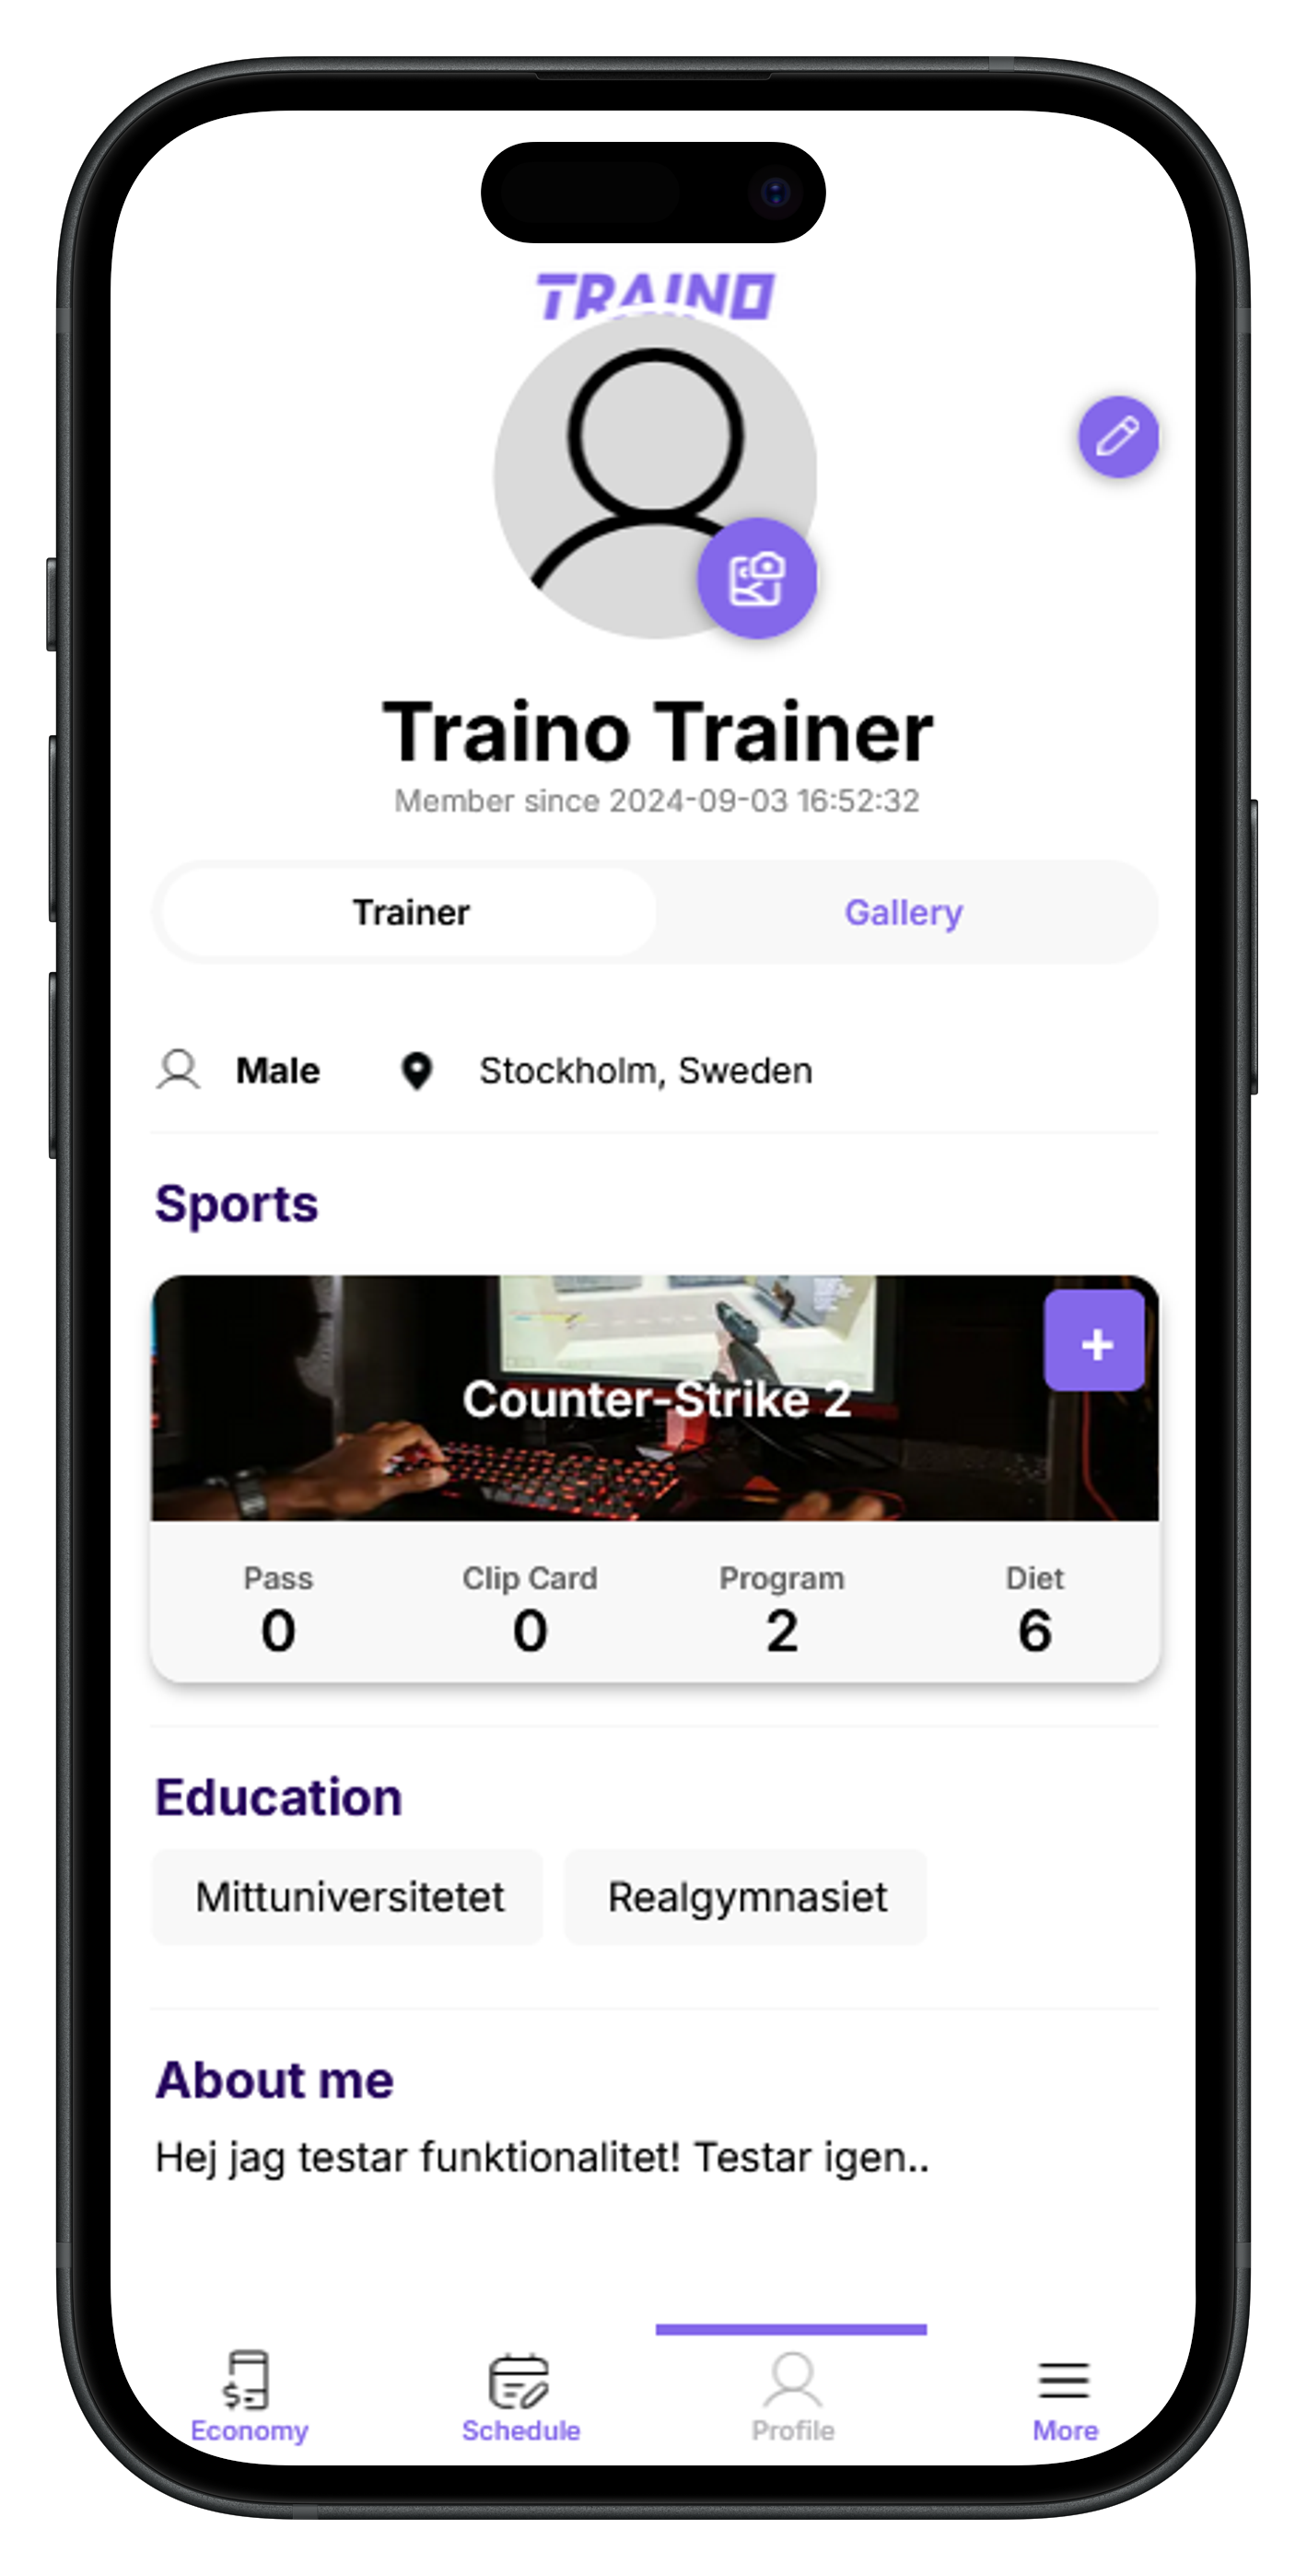 TRAINO
Traino Trainer
Member since 2024-09-03 16:52:32
Trainer Gallery
Male Stockholm, Sweden
Sports
+
Counter-Strike 2
Pass Clip Card Program Diet
0 0 2 6
Education
Mittuniversitetet Realgymnasiet
About me
Hej jag testar funktionalitet! Testar igen..
Economy Schedule Profile More